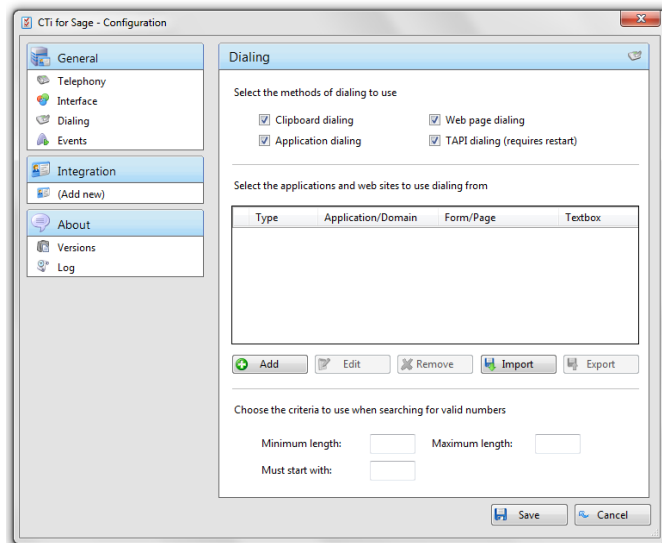 CTi for Sage - Configuration
General
Telephony
Interface
Dialing
Events
Integration
(Add new)
About
Versions
Log
Dialing
Select the methods of dialing to use
Clipboard dialing
Web page dialing
Application dialing
TAPI dialing (requires restart)
Select the applications and web sites to use dialing from
Type Application/Domain Form/Page Textbox
Add Edit Remove Import Export
Choose the criteria to use when searching for valid numbers
Minimum length: Maximum length:
Must start with:
Save Cancel